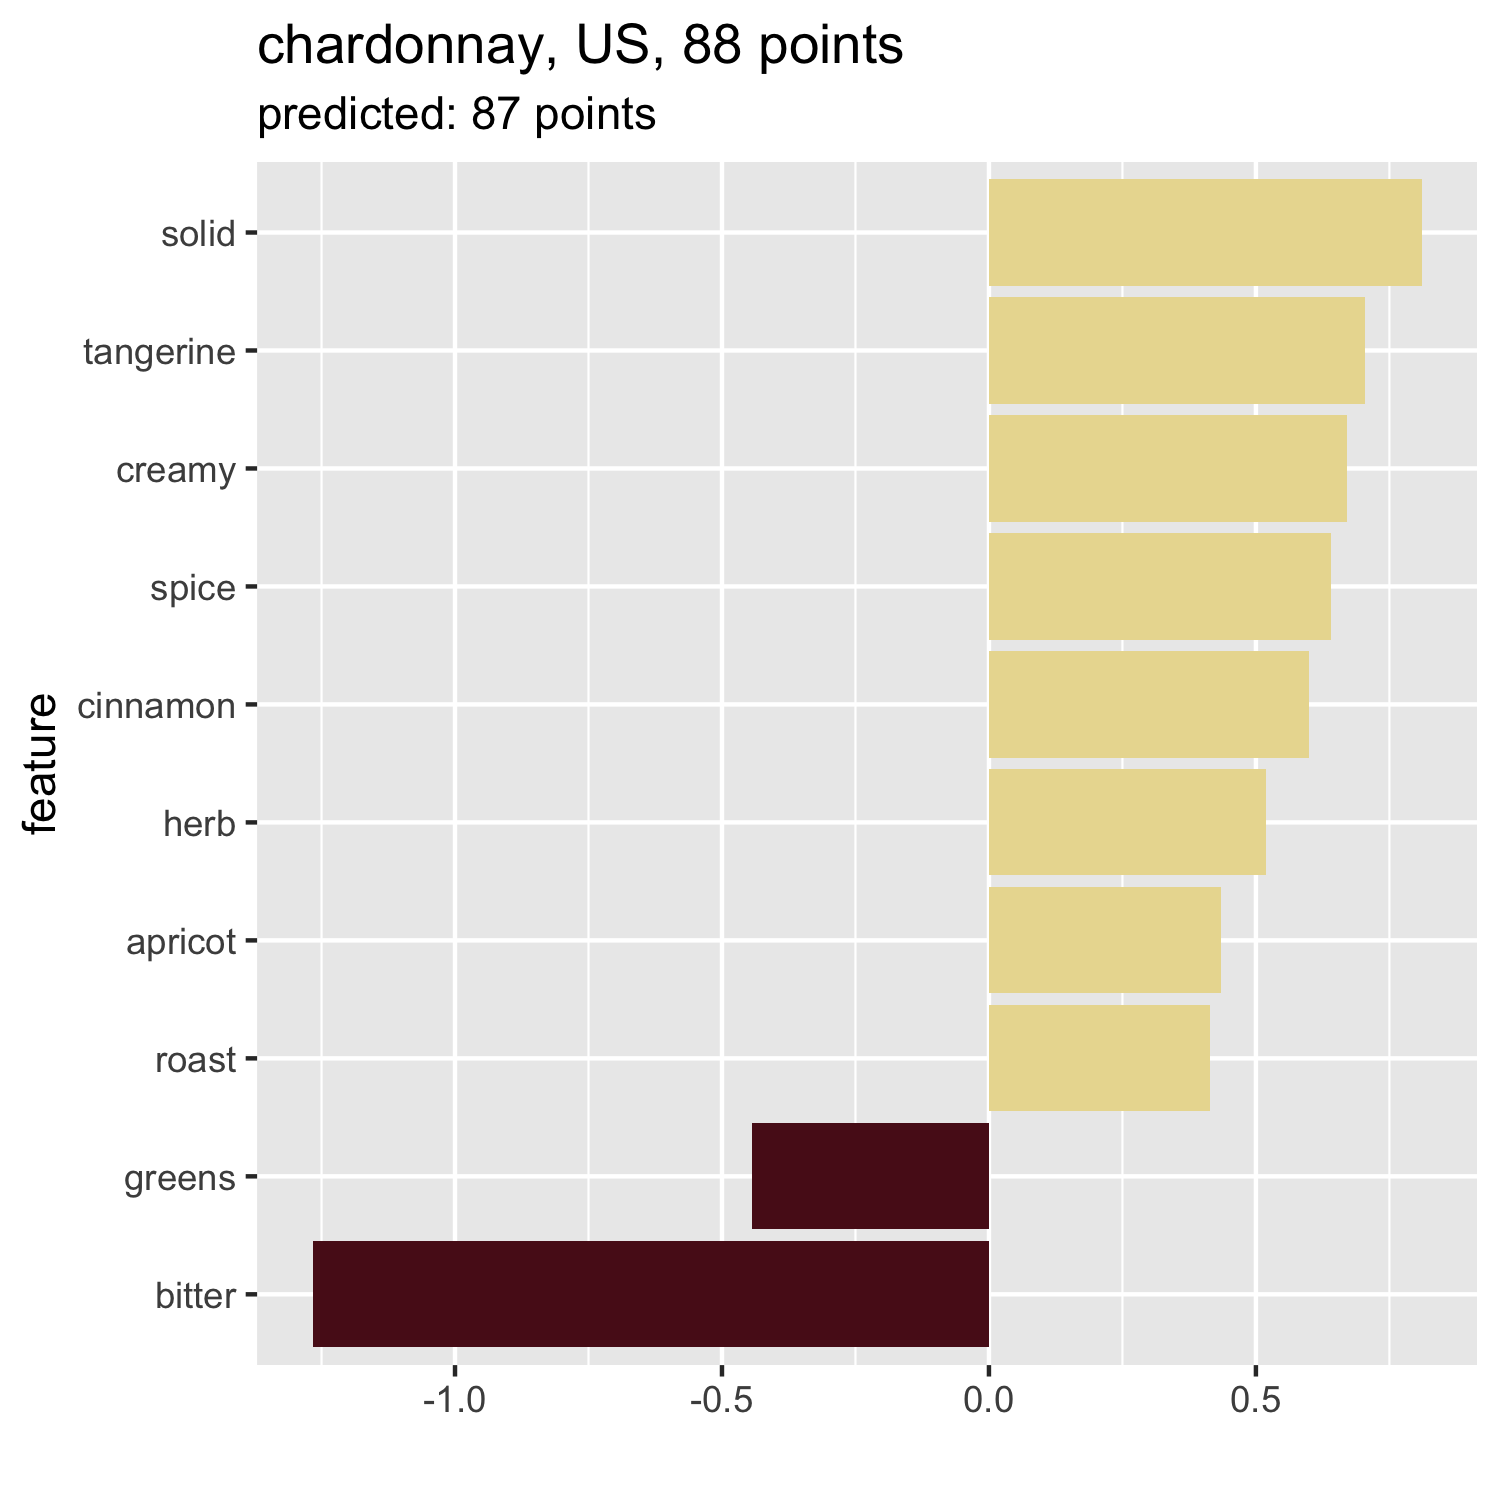 chardonnay, US, 88 points
predicted: 87 points
feature
solid
tangerine
creamy
spice
cinnamon
herb
apricot
roast
greens
bitter
-1.0
-0.5
0.0
0.5